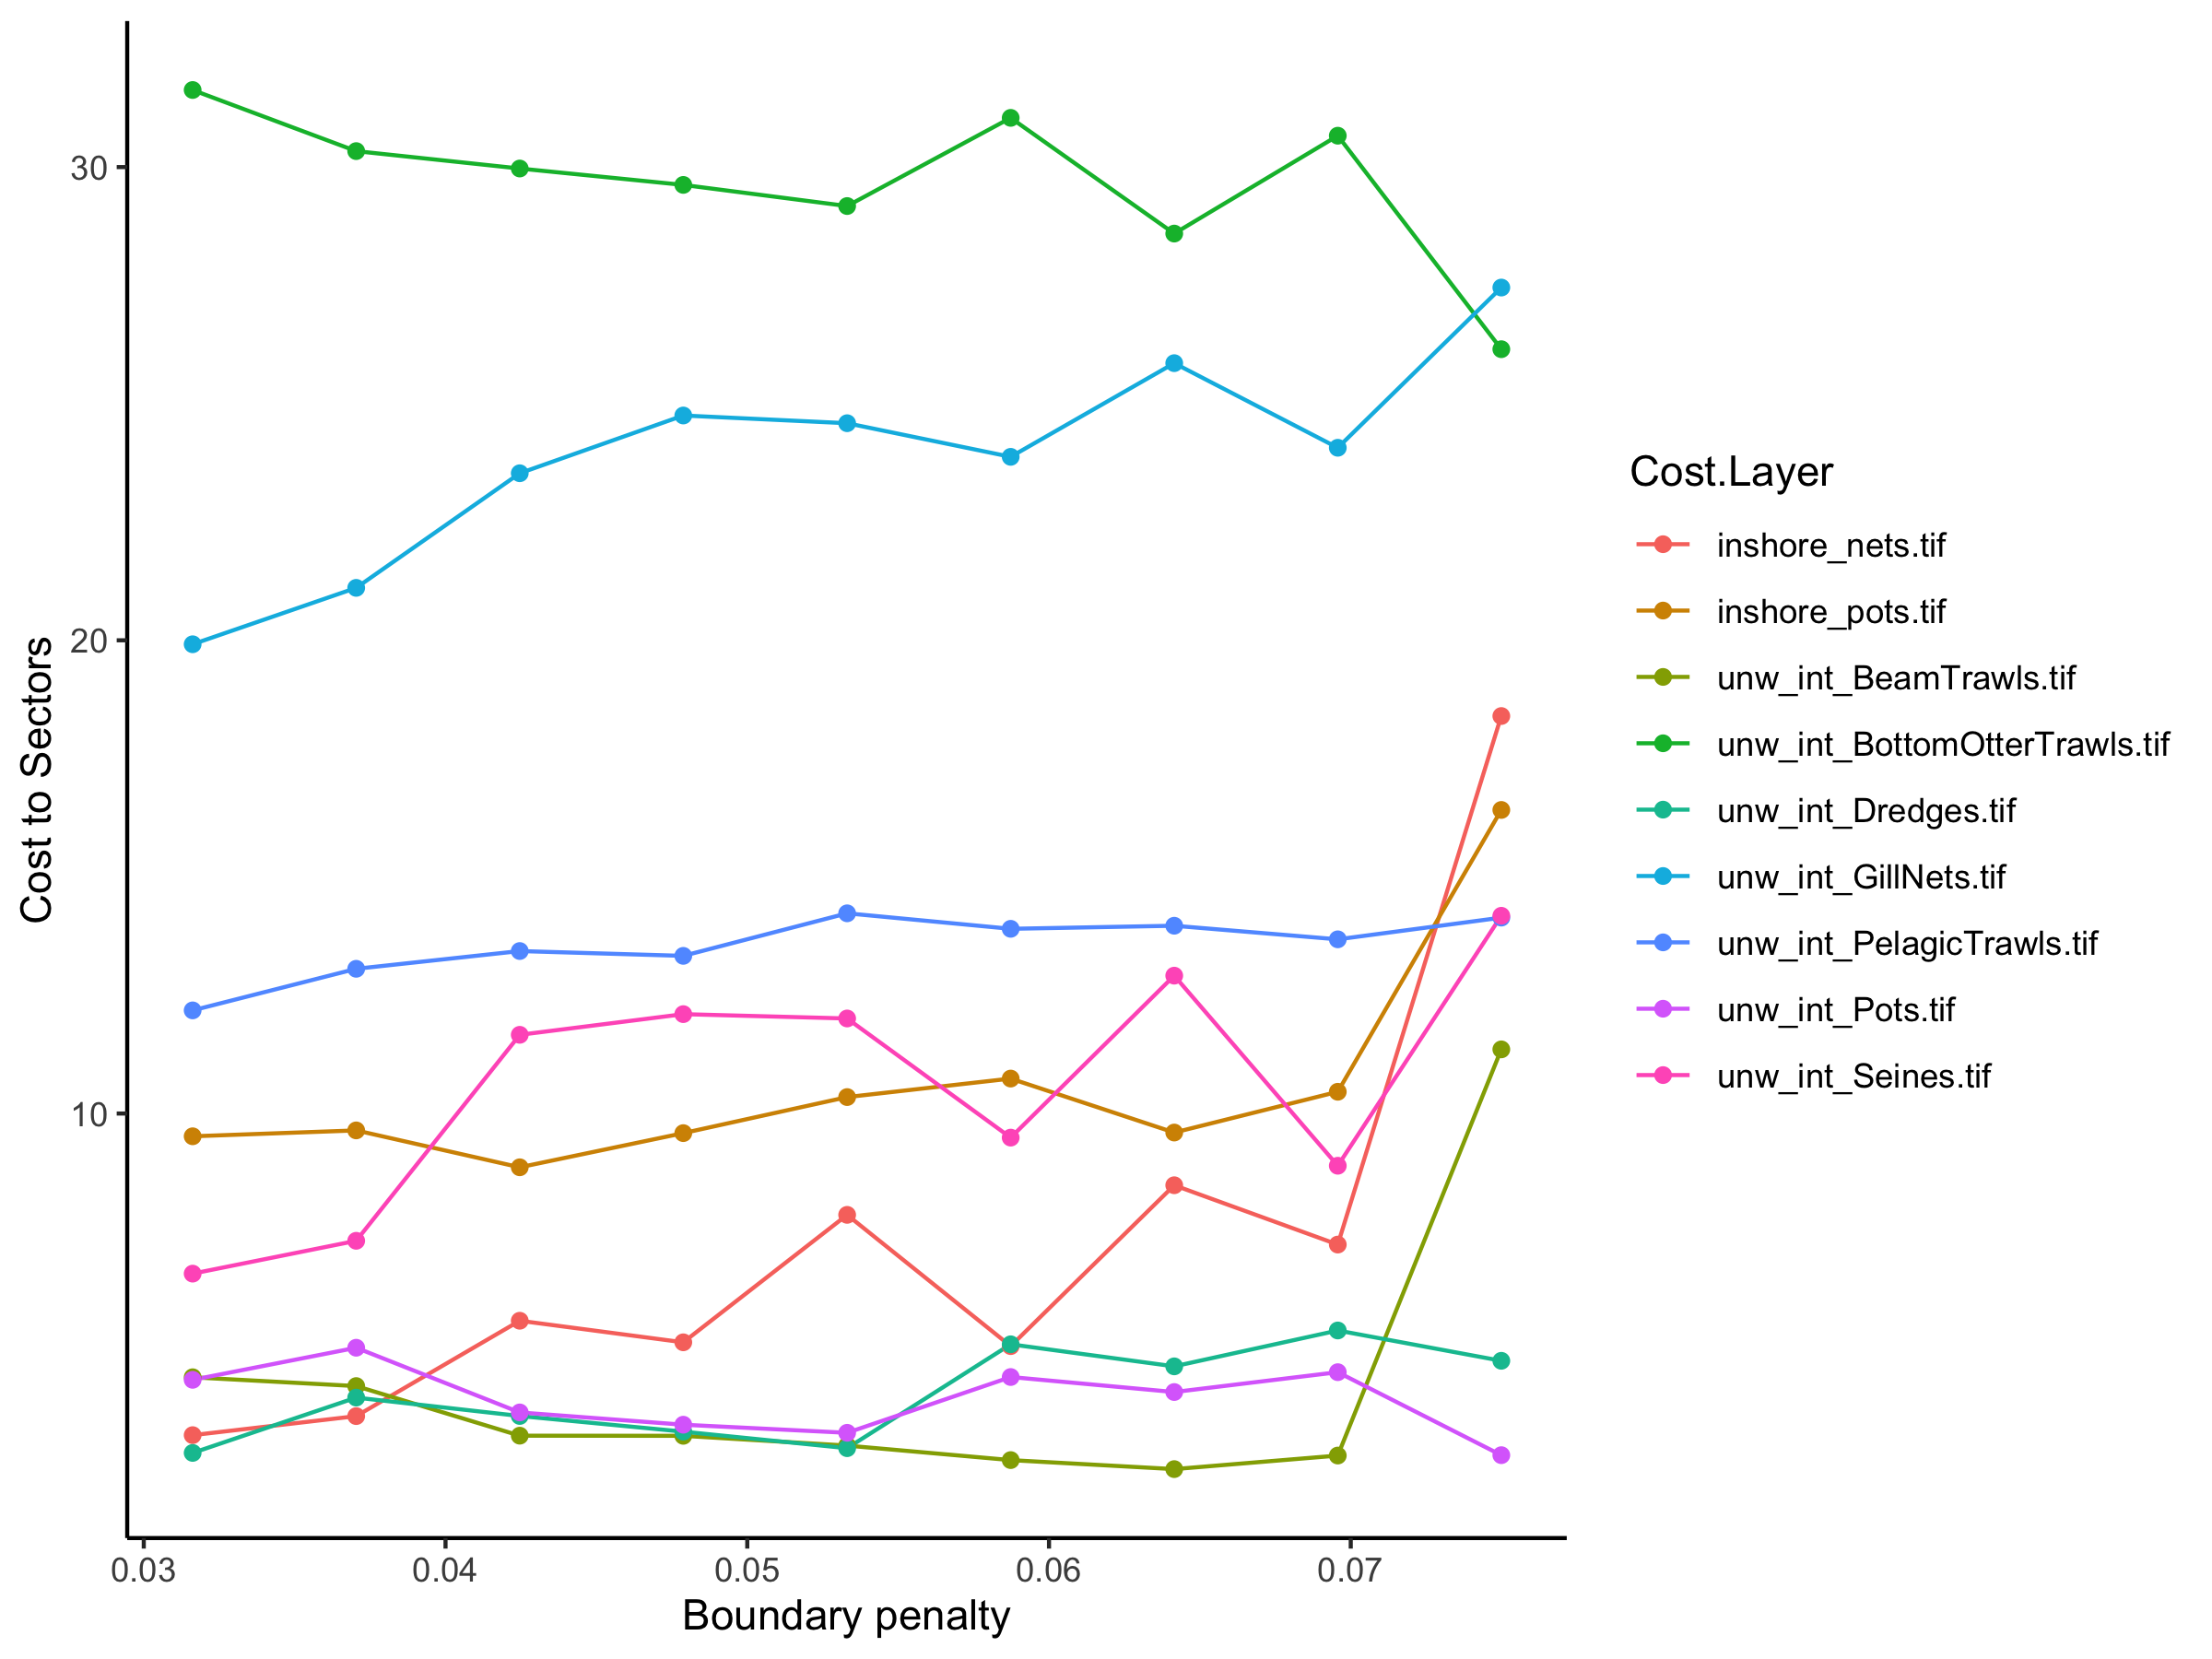 30
20
10
Cost to Sectors
0.03 0.04 0.05 0.06 0.07
Boundary penalty
Cost.Layer
inshore_nets.tif
inshore_pots.tif
unw_int_BeamTrawls.tif
unw_int_BottomOtterTrawls.tif
unw_int_Dredges.tif
unw_int_GillNets.tif
unw_int_PelagicTrawls.tif
unw_int_Pots.tif
unw_int_Seines.tif